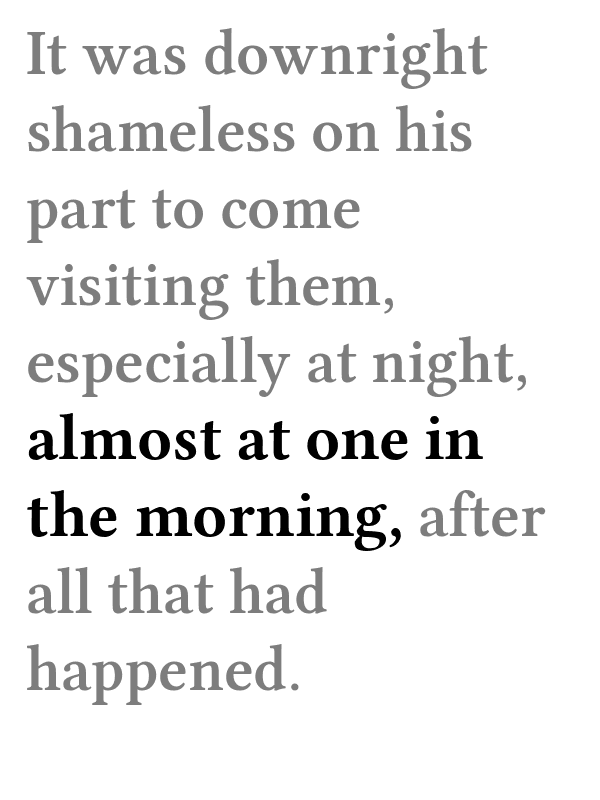 It was downright
shameless on his
part to come
visiting them,
especially at night,
almost at one in
the morning, after
all that had
happened.